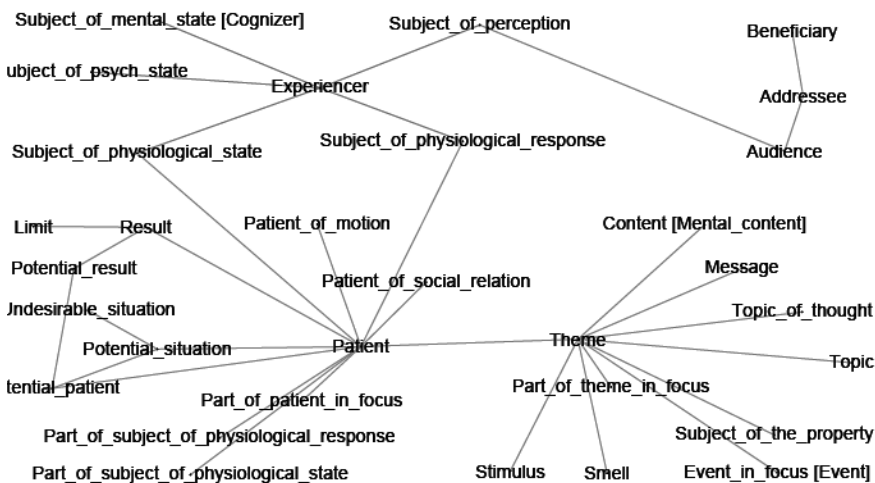 Subject_of_mental_state [Cognizer]
Subject_of_perception
Beneficiary
ubject_of_psych_state
Experiencer
Addressee
Subject_of_physiological_state
Subject_of_physiological_response
Audience
Limit
Result
Patient_of_motion
Content [Mental_content]
Potential_result
Message
Patient_of_social_relation
Undesirable_situation
Topic_of_thought
Potential_situation
Patient
Theme
Topic
tential_patient
Part_of_theme_in_focus
Part_of_patient_in_focus
Part_of_subject_of_physiological_response
Subject_of_the_property
Part_of_subject_of_physiological_state
Stimulus
Smell
Event_in_focus [Event]